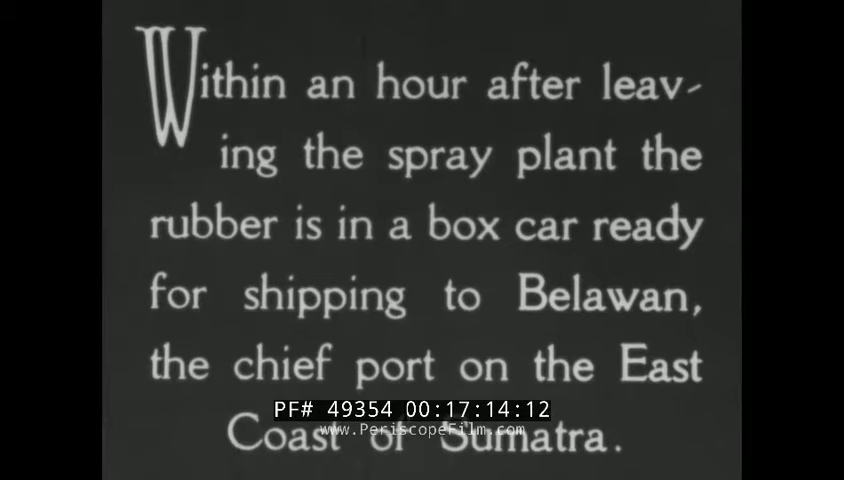 Within an hour after leav-
ing the spray plant the
rubber is in a box car ready
for shipping to Belawan,
the chief port on the East
PF# 49354 00:17:14:12
www.PeriscopeFilm.com
Coast of Sumatra.